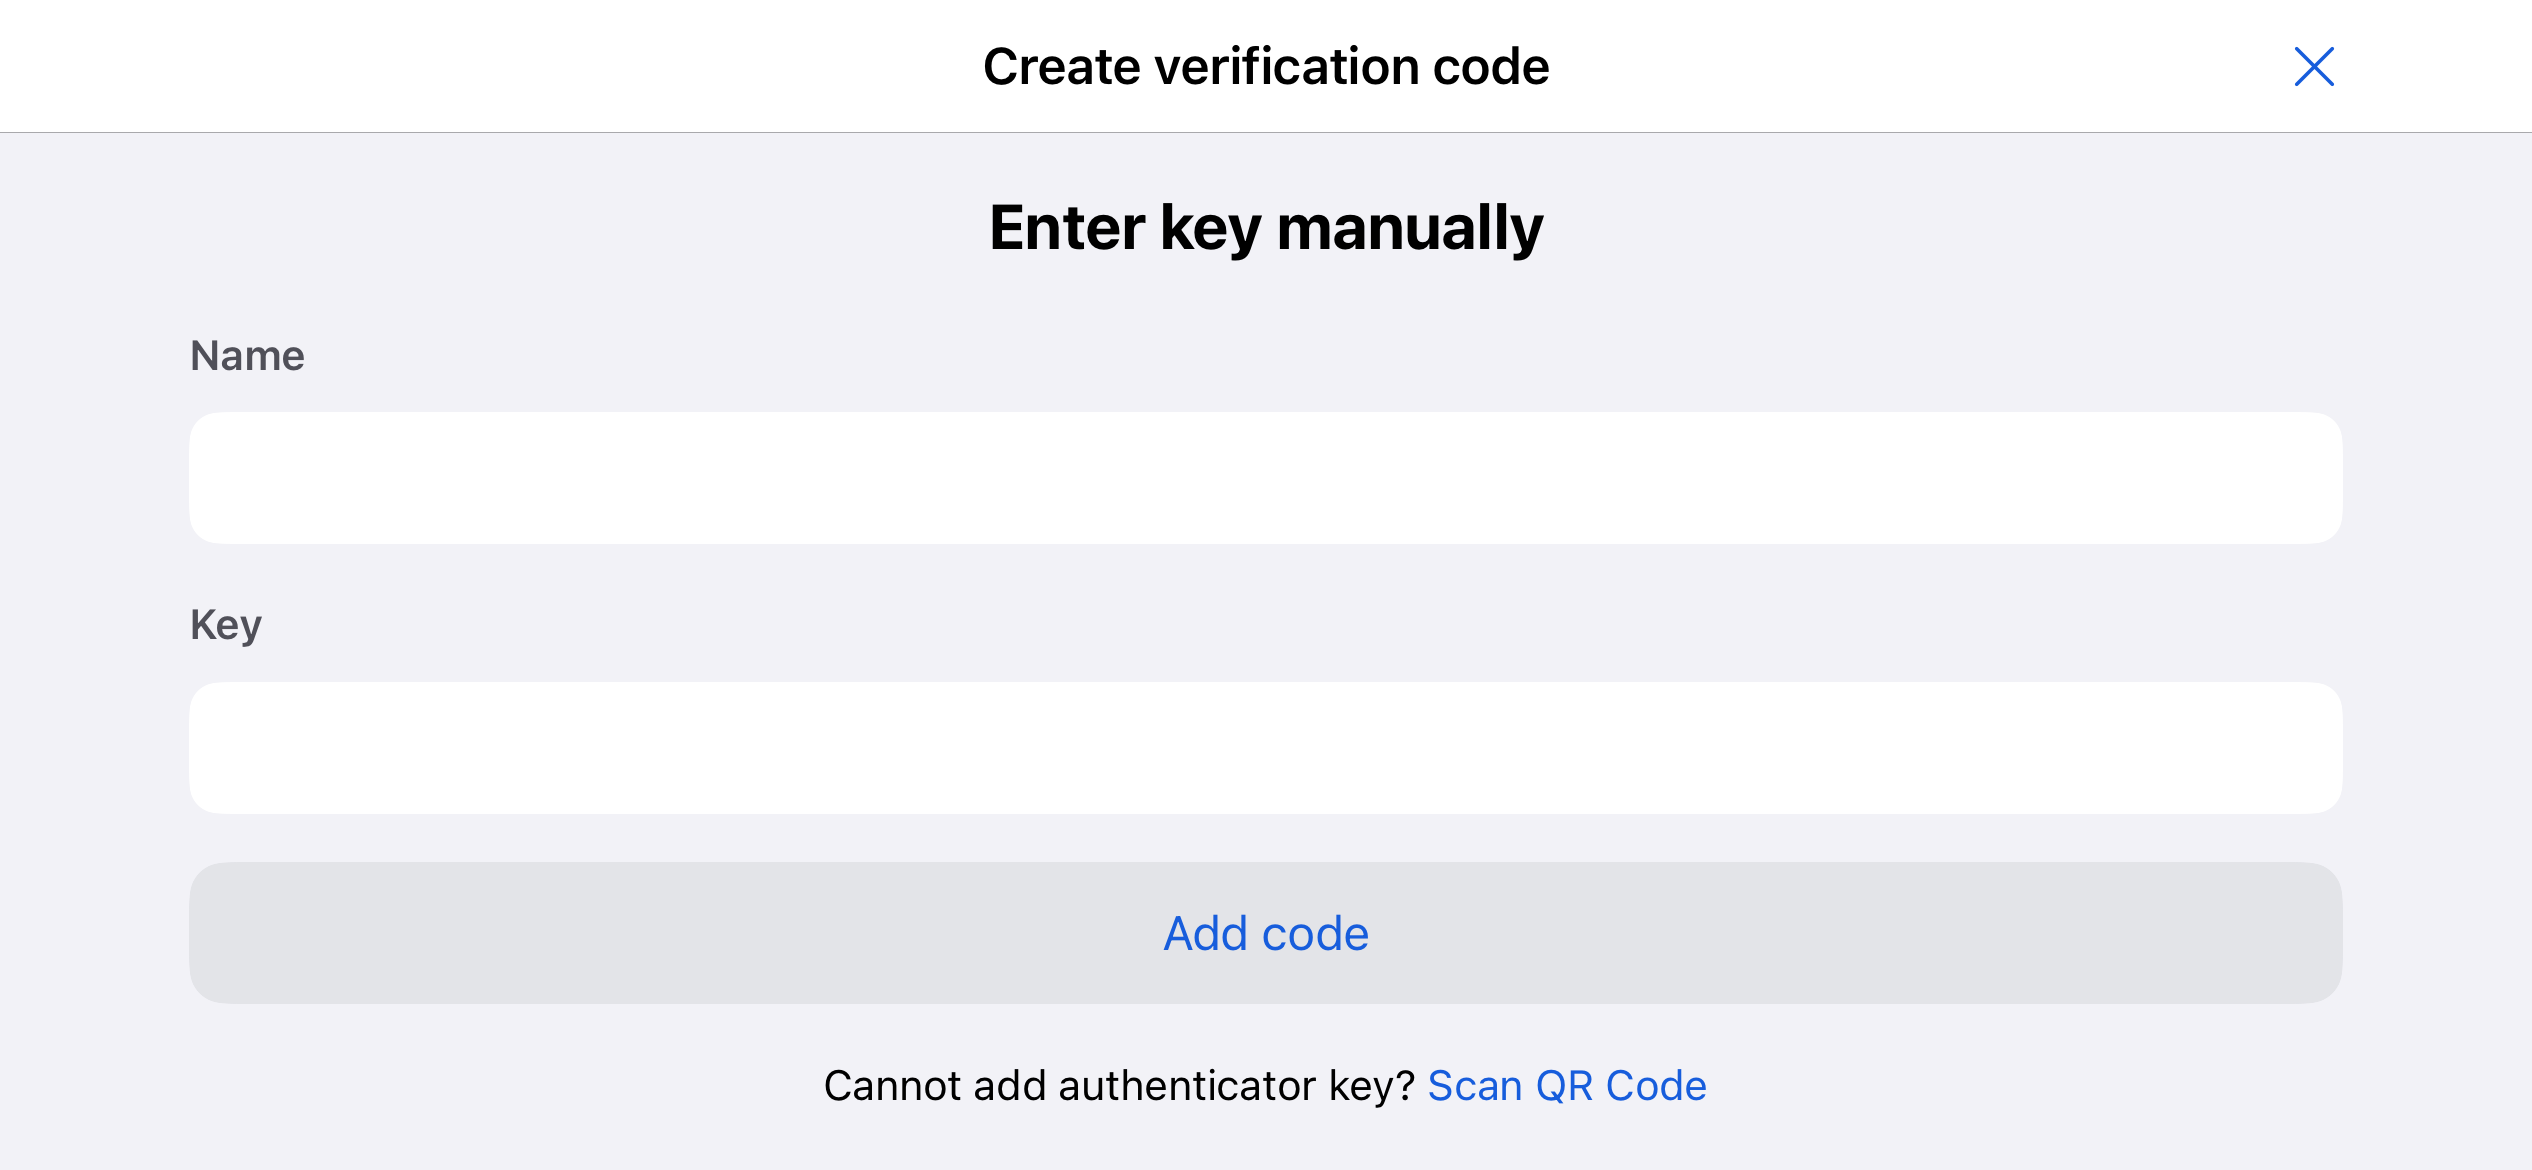 Create verification code
Enter key manually
Name
Key
Add code
Cannot add authenticator key? Scan QR Code